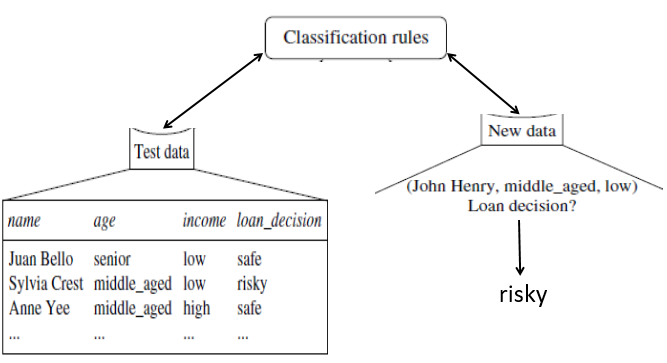 Classification rules
Test data
name age income loan_decision
Juan Bello senior low safe
Sylvia Crest middle_aged low risky
Anne Yee middle_aged high safe
... ... ... ...
New data
(John Henry, middle_aged, low)
Loan decision?
risky